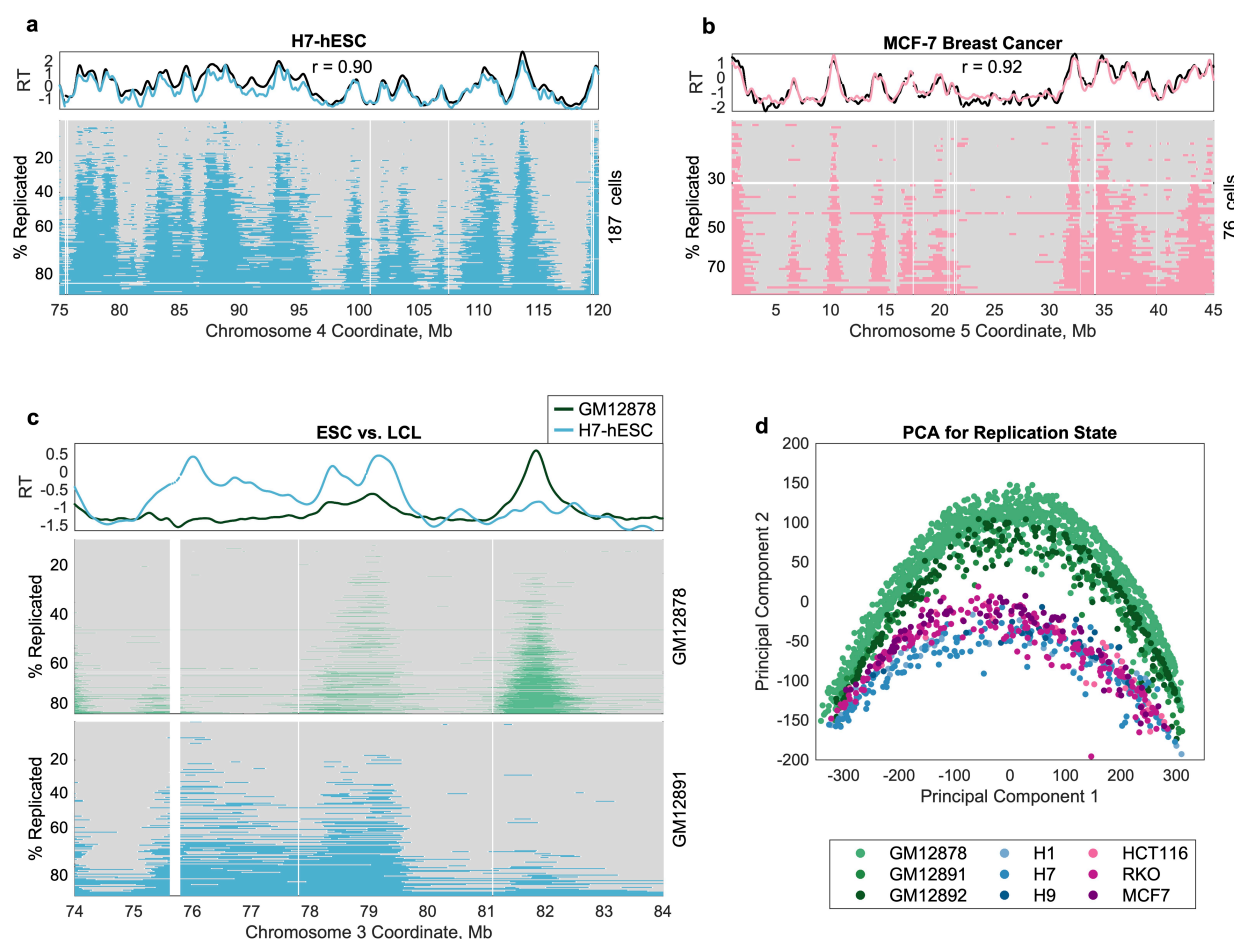 a
H7-hESC
r = 0.90
RT
2
1
0
-1
% Replicated
20
40
60
80
187 cells
75 80 85 90 95 100 105 110 115 120
Chromosome 4 Coordinate, Mb
b
MCF-7 Breast Cancer
r = 0.92
RT
1
0
-1
-2
% Replicated
30
50
70
76 cells
5 10 15 20 25 30 35 40 45
Chromosome 5 Coordinate, Mb
c
GM12878
H7-hESC
ESC vs. LCL
RT
0.5
0
-0.5
-1
-1.5
% Replicated
20
40
60
80
GM12878
% Replicated
20
40
60
80
GM12891
74 75 76 77 78 79 80 81 82 83 84
Chromosome 3 Coordinate, Mb
d
PCA for Replication State
Principal Component 2
200
150
100
50
0
-50
-100
-150
-200
-300 -200 -100 0 100 200 300
Principal Component 1
GM12878 H1 HCT116
GM12891 H7 RKO
GM12892 H9 MCF7